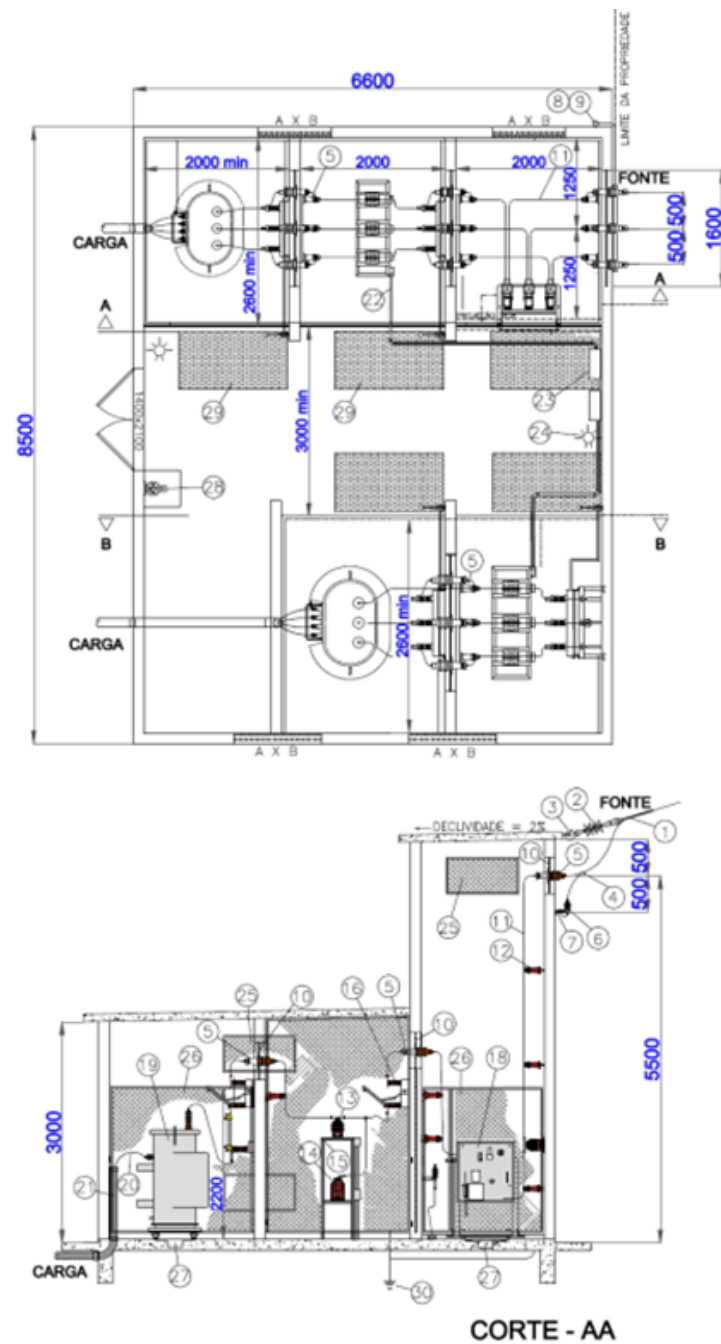 6600
LIMITE DA PROPRIEDADE
8
9
A X B
A X B
2000 min
5
2000
2000
11
1250
FONTE
500
500
1600
CARGA
2600 min
1250
22
A
A
8500
29
29
23
3000 min
1400x2100
24
28
B
B
5
2600 min
CARGA
A X B
A X B
FONTE
2
3
1
DECLIVIDADE = 2%
10
5
500
500
4
25
11
7
6
12
5
25
10
16
5
10
19
26
13
26
18
5500
3000
14
15
21
20
2200
CARGA
27
27
30
CORTE - AA